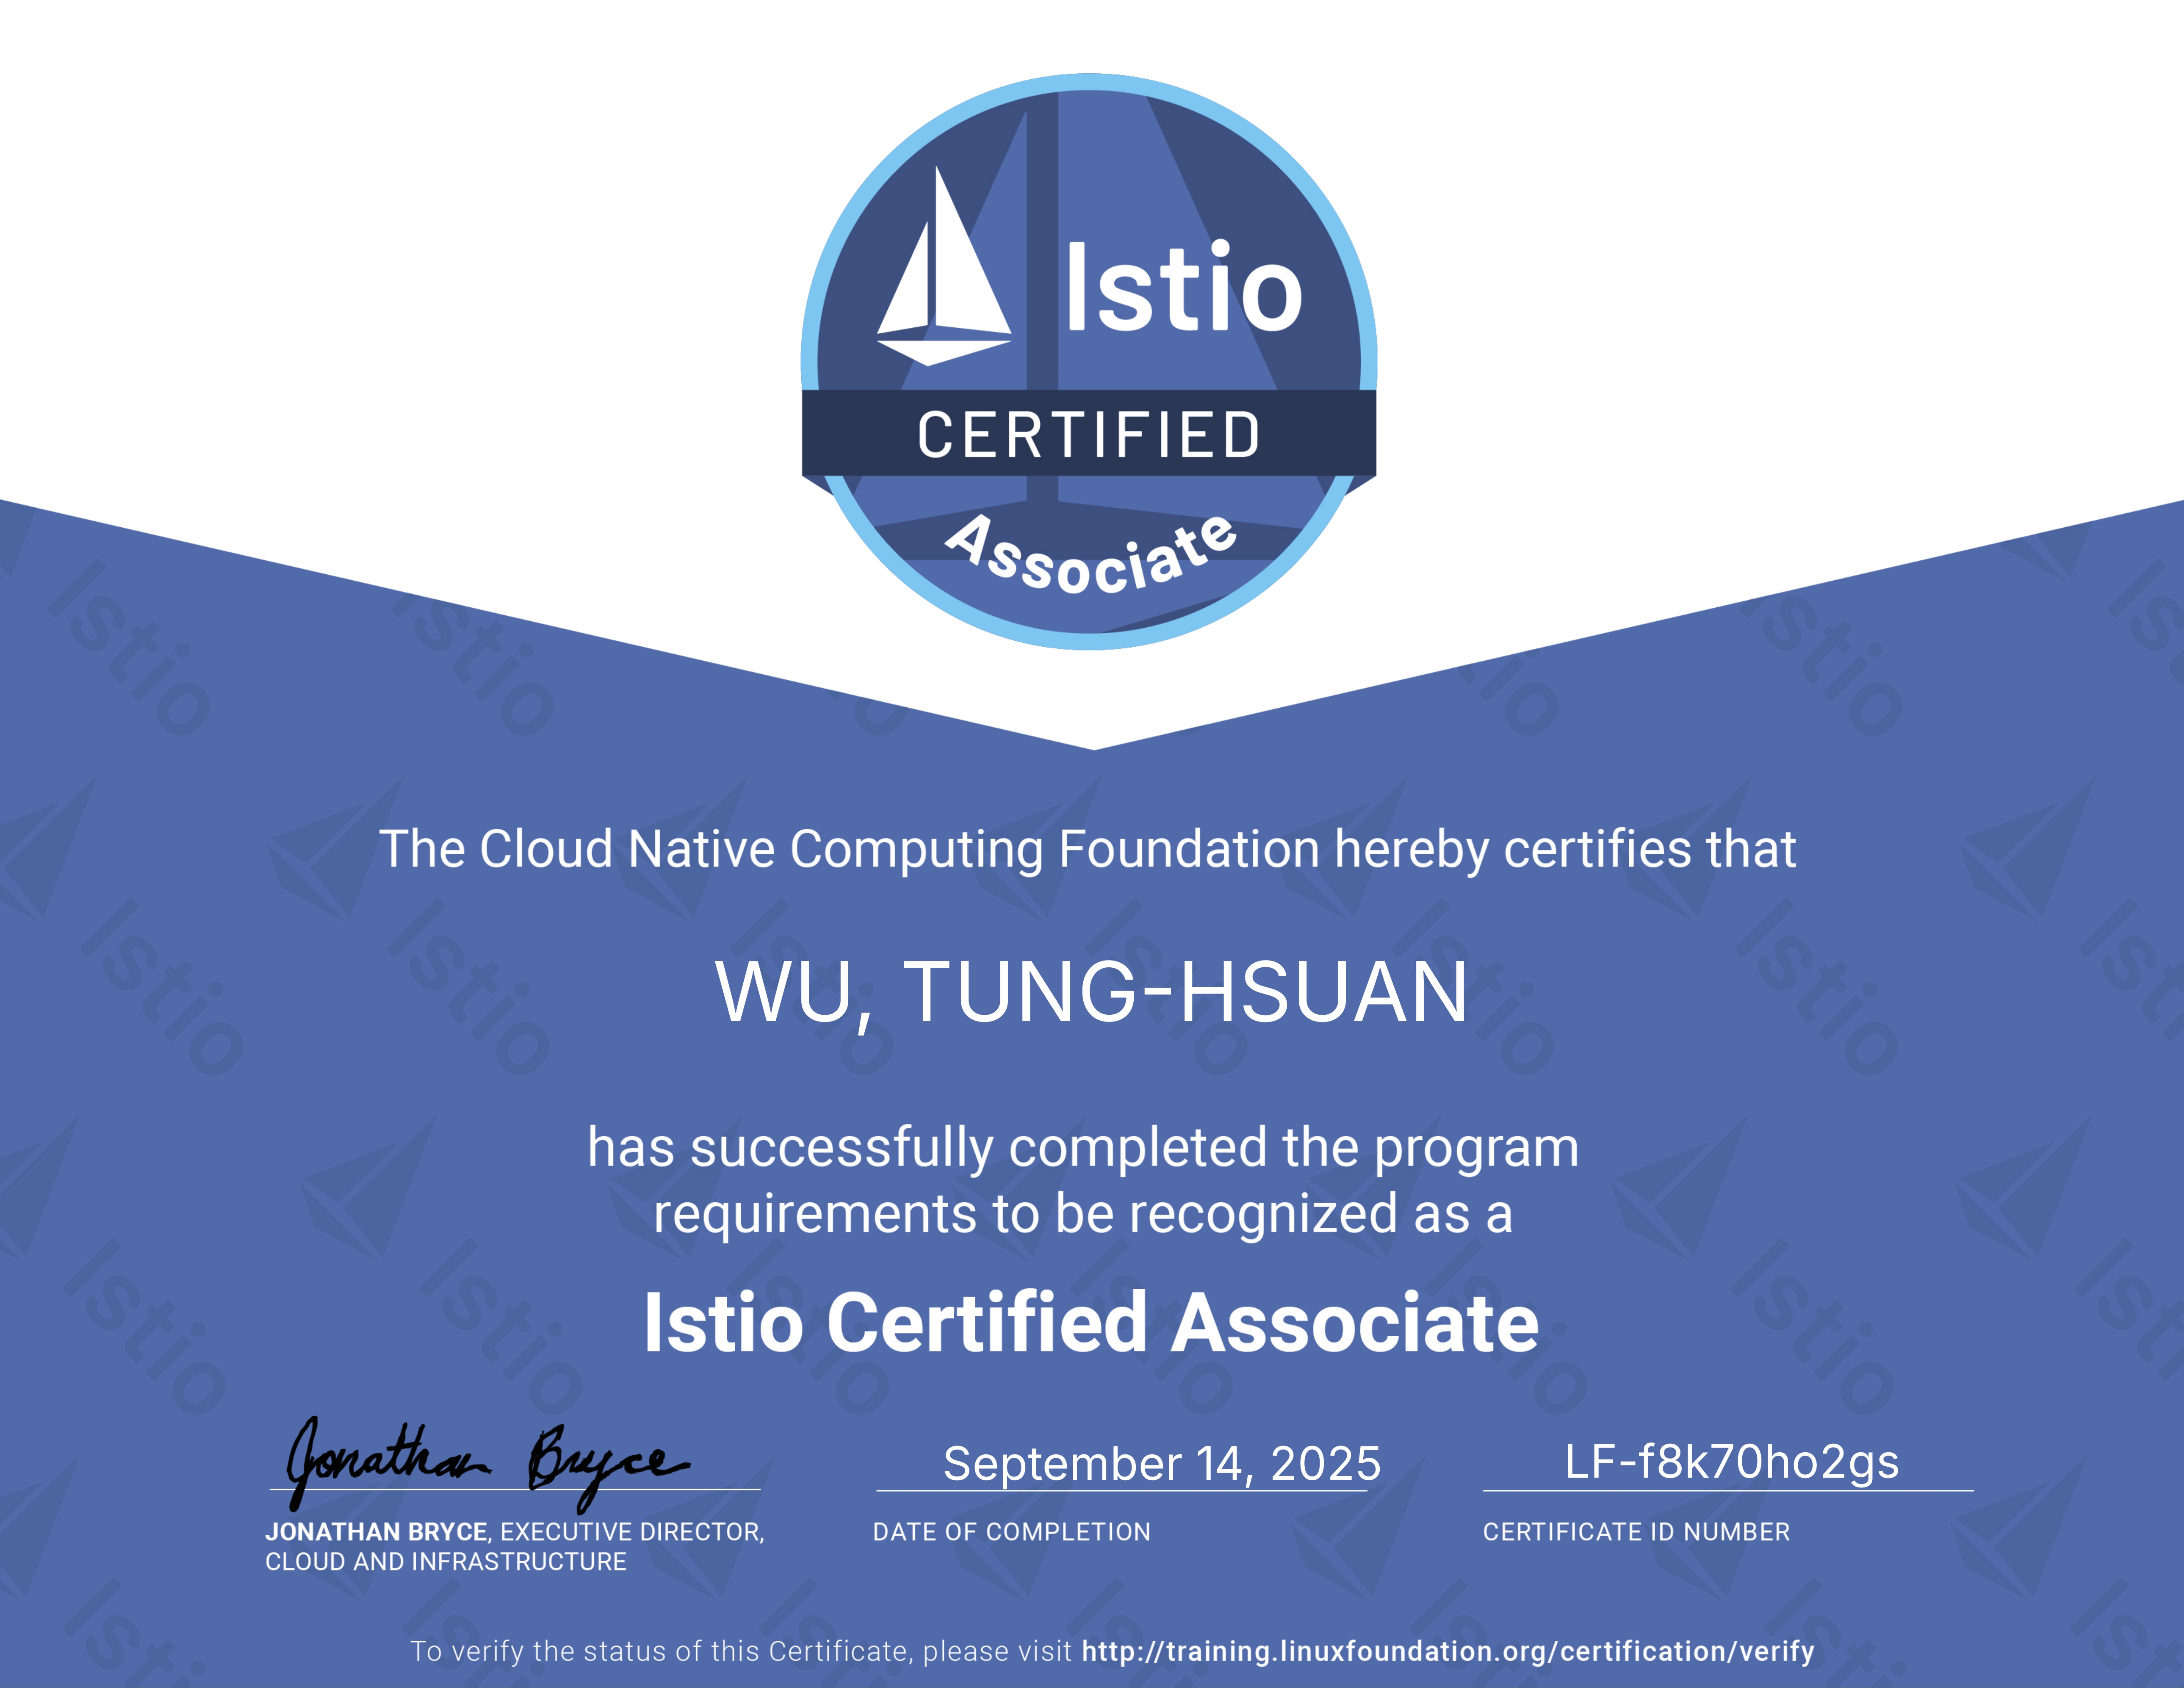 Istio
CERTIFIED
Associate
The Cloud Native Computing Foundation hereby certifies that
WU, TUNG-HSUAN
has successfully completed the program
requirements to be recognized as a
Istio Certified Associate
Jonathan Bryce
September 14, 2025
LF-f8k70ho2gs
JONATHAN BRYCE, EXECUTIVE DIRECTOR,
CLOUD AND INFRASTRUCTURE
DATE OF COMPLETION
CERTIFICATE ID NUMBER
To verify the status of this Certificate, please visit http://training.linuxfoundation.org/certification/verify